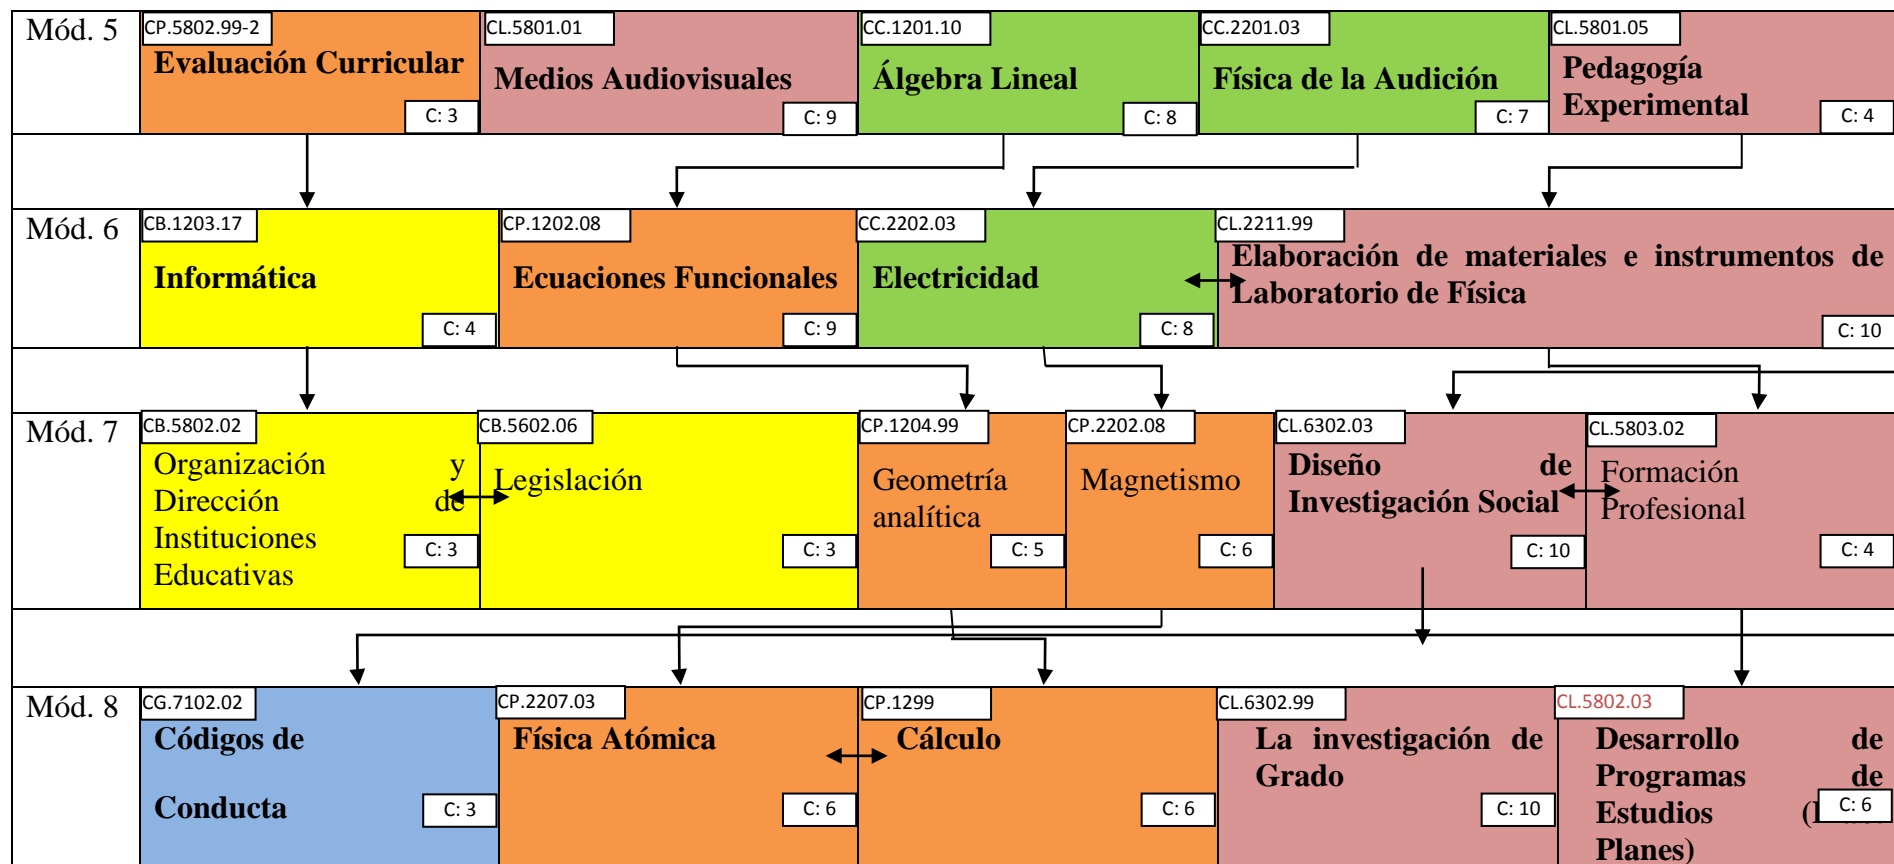 Mód. 5
CP.5802.99-2
Evaluación Curricular
C: 3
CL.5801.01
Medios Audiovisuales
C: 9
CC.1201.10
Álgebra Lineal
C: 8
CC.2201.03
Física de la Audición
C: 7
CL.5801.05
Pedagogía
Experimental
C: 4
Mód. 6
CB.1203.17
Informática
C: 4
CP.1202.08
Ecuaciones Funcionales
C: 9
CC.2202.03
Electricidad
C: 8
CL.2211.99
Elaboración de materiales e instrumentos de
Laboratorio de Física
C: 10
Mód. 7
CB.5802.02
Organización y
Dirección de
Instituciones
Educativas
C: 3
CB.5602.06
Legislación
C: 3
CP.1204.99
Geometría
analítica
C: 5
CP.2202.08
Magnetismo
C: 6
CL.6302.03
Diseño de
Investigación Social
C: 10
CL.5803.02
Formación
Profesional
C: 4
Mód. 8
CG.7102.02
Códigos de
Conducta
C: 3
CP.2207.03
Física Atómica
C: 6
CP.1299
Cálculo
C: 6
CL.6302.99
La investigación de
Grado
C: 10
CL.5802.03
Desarrollo de
Programas de
Estudios
Planes)
C: 6